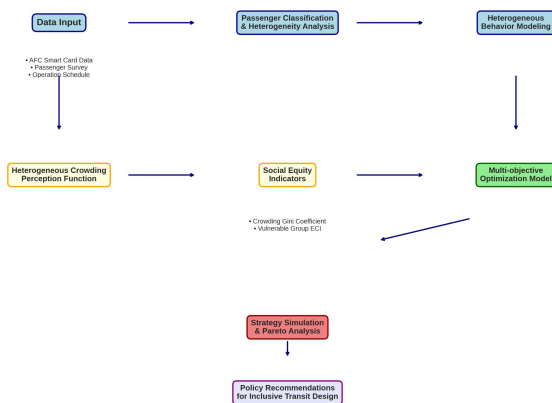 Data Input
Passenger Classification
& Heterogeneity Analysis
Heterogeneous
Behavior Modeling
• AFC Smart Card Data
• Passenger Survey
• Operation Schedule
Heterogeneous Crowding
Perception Function
Social Equity
Indicators
Multi-objective
Optimization Model
• Crowding Gini Coefficient
• Vulnerable Group ECI
Strategy Simulation
& Pareto Analysis
Policy Recommendations
for Inclusive Transit Design